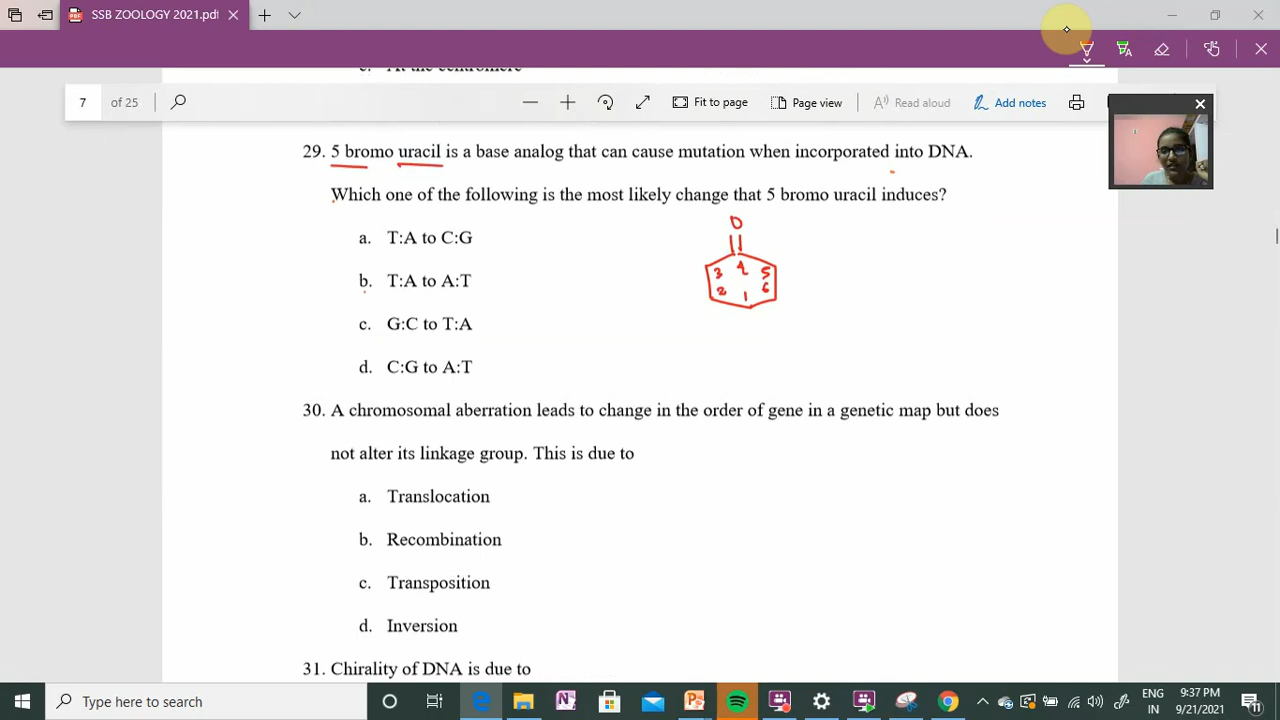 SSB ZOOLOGY 2021.pdf
7 of 25
Fit to page
Page view
Read aloud
Add notes
e. At the centromere
29. 5 bromo uracil is a base analog that can cause mutation when incorporated into DNA.
Which one of the following is the most likely change that 5 bromo uracil induces?
a. T:A to C:G
b. T:A to A:T
c. G:C to T:A
d. C:G to A:T
O
3 4 5
2 1 6
30. A chromosomal aberration leads to change in the order of gene in a genetic map but does
not alter its linkage group. This is due to
a. Translocation
b. Recombination
c. Transposition
d. Inversion
31. Chirality of DNA is due to
Type here to search
ENG
IN
9:37 PM
9/21/2021
11